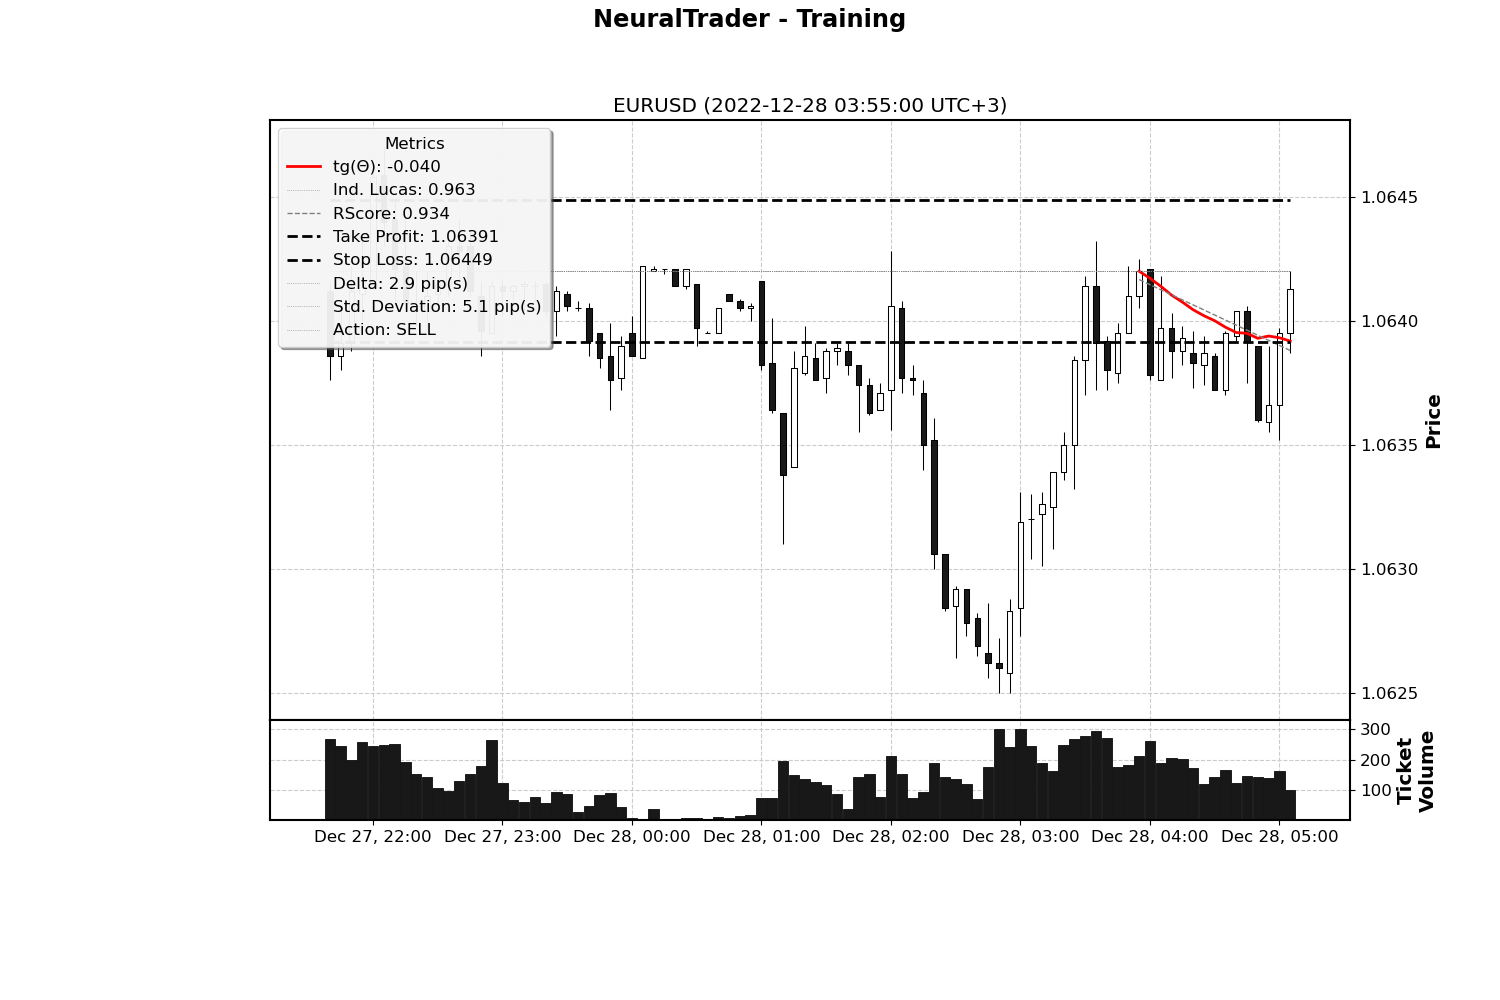 NeuralTrader - Training
EURUSD (2022-12-28 03:55:00 UTC+3)
Metrics
tg(Θ): -0.040
Ind. Lucas: 0.963
RScore: 0.934
Take Profit: 1.06391
Stop Loss: 1.06449
Delta: 2.9 pip(s)
Std. Deviation: 5.1 pip(s)
Action: SELL
1.0645
1.0640
1.0635
1.0630
1.0625
Price
300
200
100
Ticket
Volume
Dec 27, 22:00 Dec 27, 23:00 Dec 28, 00:00 Dec 28, 01:00 Dec 28, 02:00 Dec 28, 03:00 Dec 28, 04:00 Dec 28, 05:00